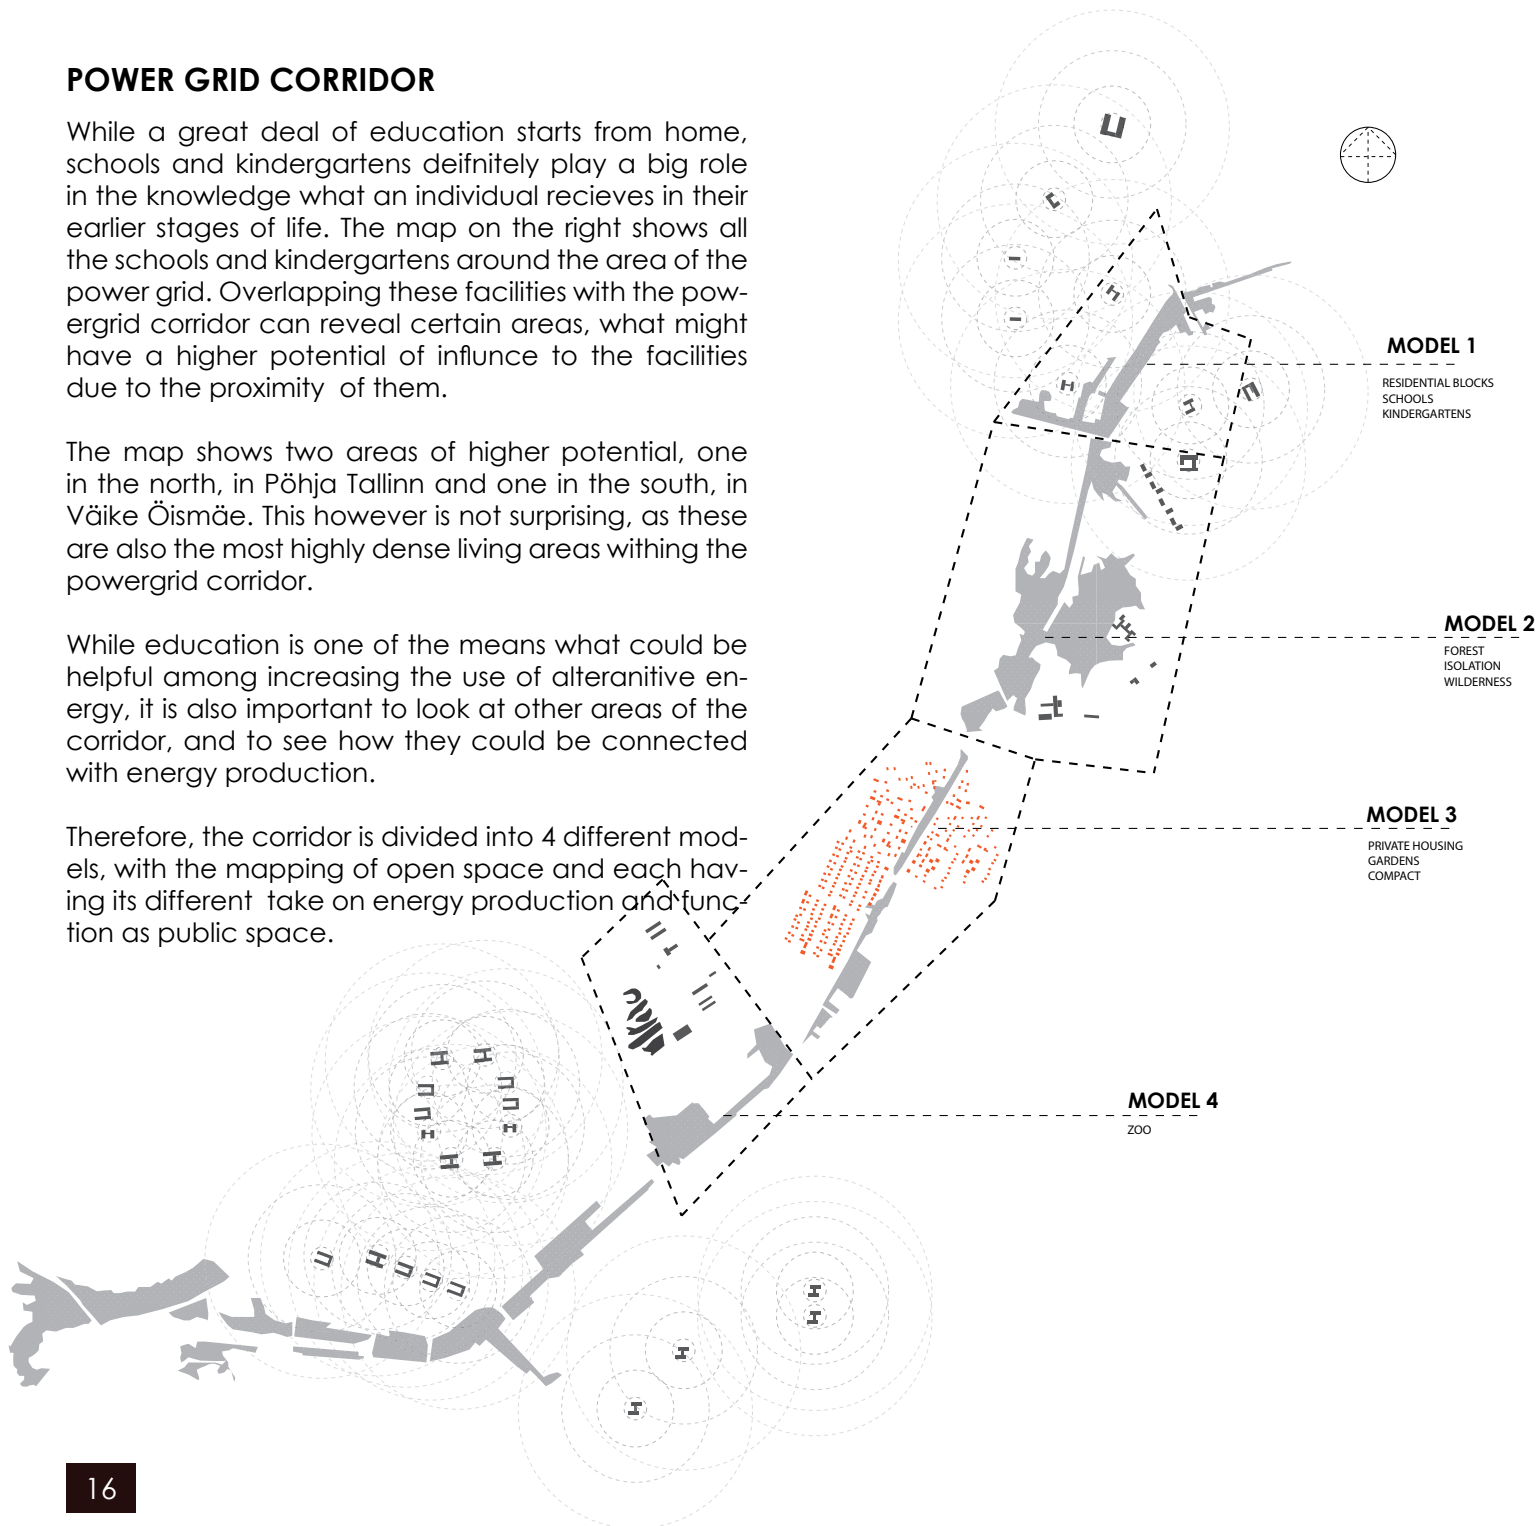 POWER GRID CORRIDOR
While a great deal of education starts from home,
schools and kindergartens deifnitely play a big role
in the knowledge what an individual recieves in their
earlier stages of life. The map on the right shows all
the schools and kindergartens around the area of the
power grid. Overlapping these facilities with the pow-
ergrid corridor can reveal certain areas, what might
have a higher potential of influnce to the facilities
due to the proximity  of them.
The map shows two areas of higher potential, one
in the north, in Pöhja Tallinn and one in the south, in
Väike Öismäe. This however is not surprising, as these
are also the most highly dense living areas withing the
powergrid corridor.
While education is one of the means what could be
helpful among increasing the use of alteranitive en-
ergy, it is also important to look at other areas of the
corridor, and to see how they could be connected
with energy production.
Therefore, the corridor is divided into 4 different mod-
els, with the mapping of open space and each hav-
ing its different  take on energy production and func-
tion as public space.
MODEL 1
RESIDENTIAL BLOCKS
SCHOOLS
KINDERGARTENS
MODEL 2
FOREST
ISOLATION
WILDERNESS
MODEL 3
PRIVATE HOUSING
GARDENS
COMPACT
MODEL 4
ZOO
16